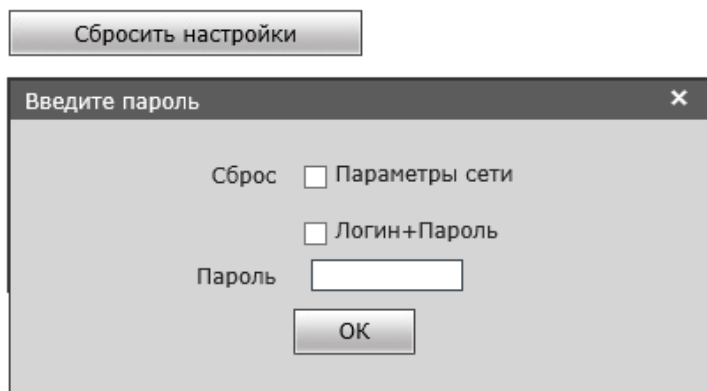 Сбросить настройки
Введите пароль ×
Сброс Параметры сети
Логин+Пароль
Пароль
OK